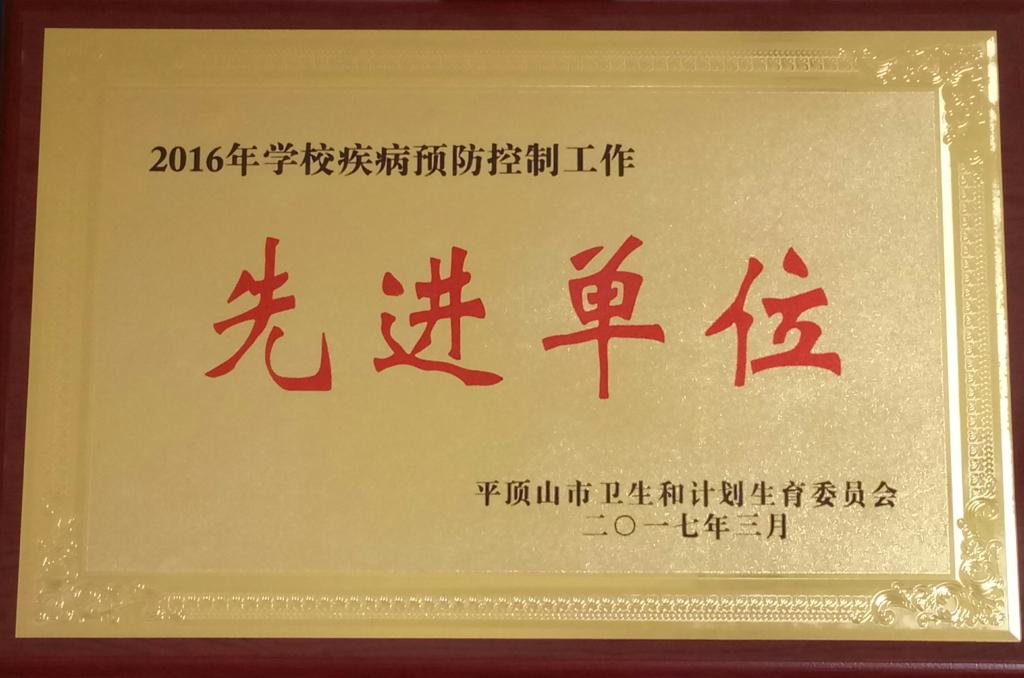 2016年学校疾病预防控制工作
先进单位
平顶山市卫生和计划生育委员会
二〇一七年三月